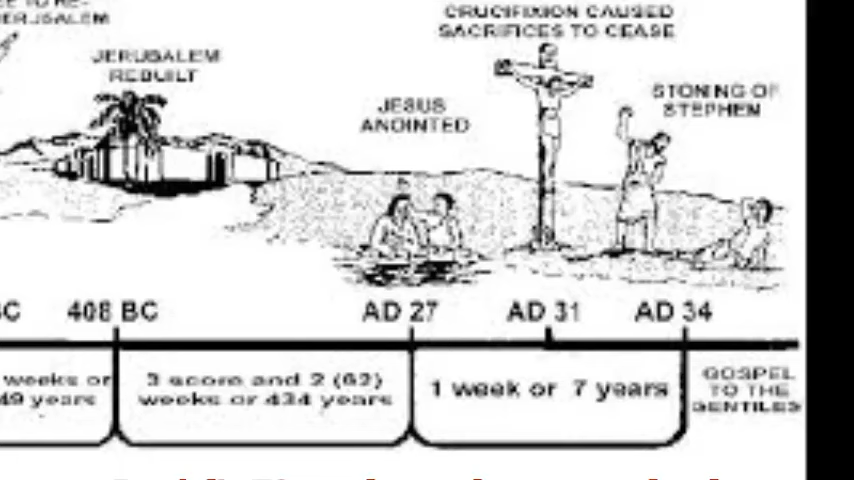 JERUSALEM
JERUSALEM
REBUILT
CRUCIFIXION CAUSED
SACRIFICES TO CEASE
JESUS
ANOINTED
STONING OF
STEPHEN
BC
408 BC
AD 27
AD 31
AD 34
weeks or
49 years
3 score and 2 (62)
weeks or 434 years
1 week or 7 years
GOSPEL
TO THE
GENTILES